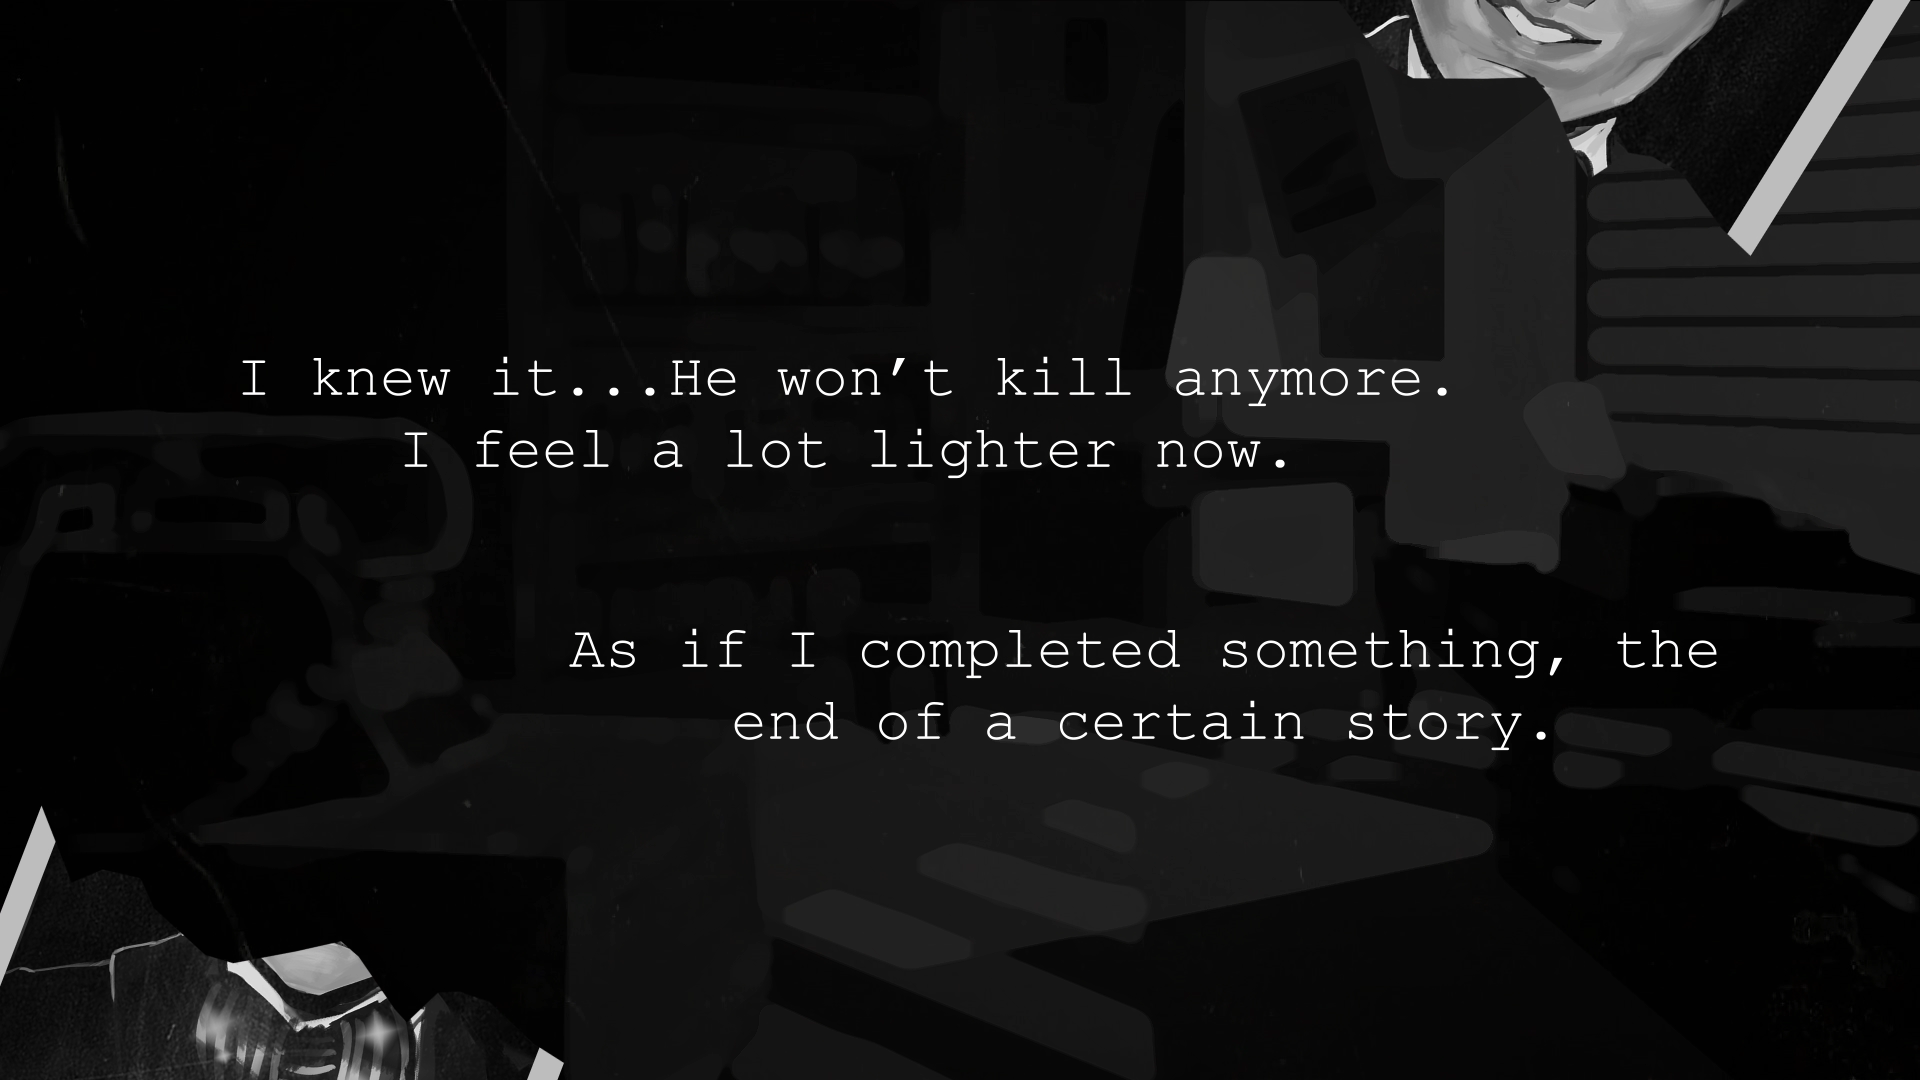 I knew it...He won’t kill anymore.
I feel a lot lighter now.
As if I completed something, the
end of a certain story.